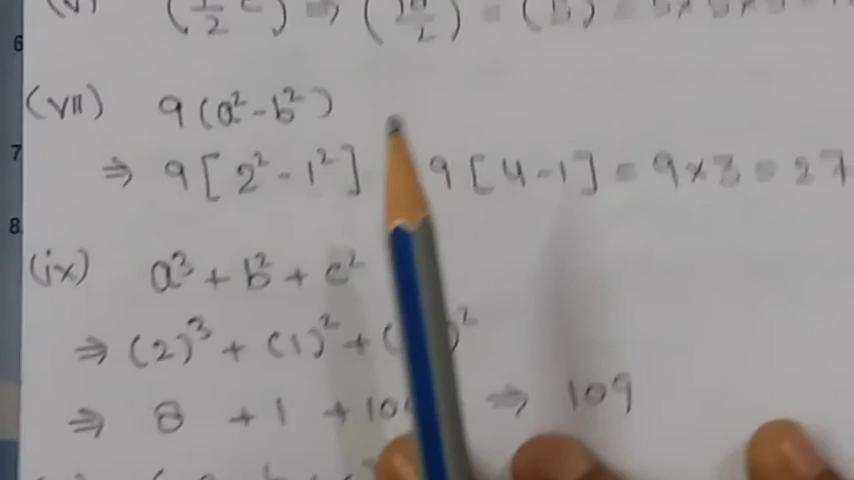 6
(VII) 9(a²-b²)
7
⇒ 9[2²-1²] 9[4-1] = 9×3 = 27
8
(ix) a³ + b² + c²
⇒ (2)³ + (1)² + ( )²
⇒ 8 + 1 + 10 ⇒ 109